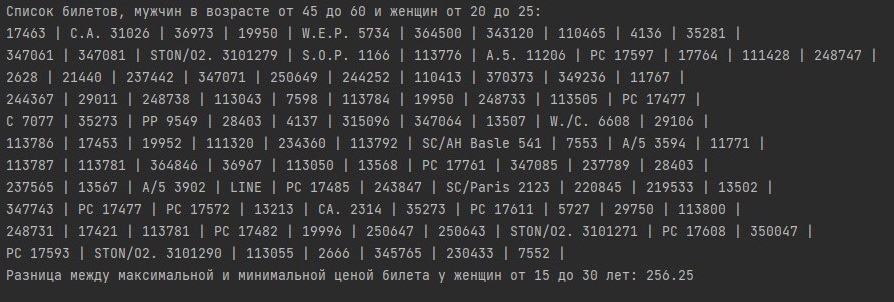 Список билетов, мужчин в возрасте от 45 до 60 и женщин от 20 до 25:
17463 | C.A. 31026 | 36973 | 19950 | W.E.P. 5734 | 364500 | 343120 | 110465 | 4136 | 35281 |
347061 | 347081 | STON/O2. 3101279 | S.O.P. 1166 | 113776 | A.5. 11206 | PC 17597 | 17764 | 111428 | 248747 |
2628 | 21440 | 237442 | 347071 | 250649 | 244252 | 110413 | 370373 | 349236 | 11767 |
244367 | 29011 | 248738 | 113043 | 7598 | 113784 | 19950 | 248733 | 113505 | PC 17477 |
C 7077 | 35273 | PP 9549 | 28403 | 4137 | 315096 | 347064 | 13507 | W./C. 6608 | 29106 |
113786 | 17453 | 19952 | 111320 | 234360 | 113792 | SC/AH Basle 541 | 7553 | A/5 3594 | 11771 |
113787 | 113781 | 364846 | 36967 | 113050 | 13568 | PC 17761 | 347085 | 237789 | 28403 |
237565 | 13567 | A/5 3902 | LINE | PC 17485 | 243847 | SC/Paris 2123 | 220845 | 219533 | 13502 |
347743 | PC 17477 | PC 17572 | 13213 | CA. 2314 | 35273 | PC 17611 | 5727 | 29750 | 113800 |
248731 | 17421 | 113781 | PC 17482 | 19996 | 250647 | 250643 | STON/O2. 3101271 | PC 17608 | 350047 |
PC 17593 | STON/O2. 3101290 | 113055 | 2666 | 345765 | 230433 | 7552 |
Разница между максимальной и минимальной ценой билета у женщин от 15 до 30 лет: 256.25